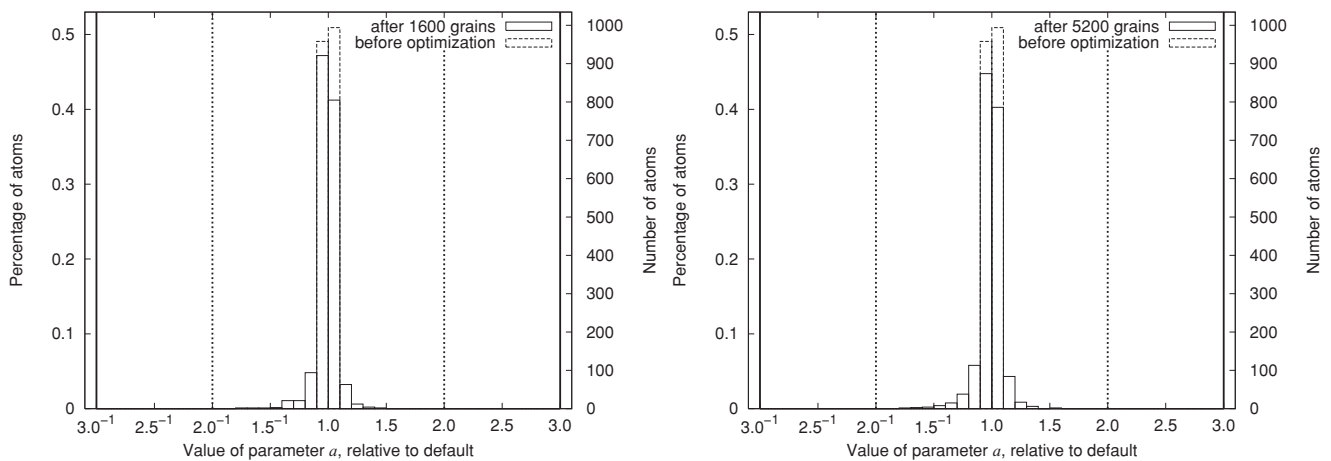 after 1600 grains
before optimization
0.5
0.4
0.3
0.2
0.1
0
Percentage of atoms
1000
900
800
700
600
500
400
300
200
100
0
Number of atoms
3.0⁻¹ 2.5⁻¹ 2.0⁻¹ 1.5⁻¹ 1.0 1.5 2.0 2.5 3.0
Value of parameter a, relative to default
after 5200 grains
before optimization
0.5
0.4
0.3
0.2
0.1
0
Percentage of atoms
1000
900
800
700
600
500
400
300
200
100
0
Number of atoms
3.0⁻¹ 2.5⁻¹ 2.0⁻¹ 1.5⁻¹ 1.0 1.5 2.0 2.5 3.0
Value of parameter a, relative to default